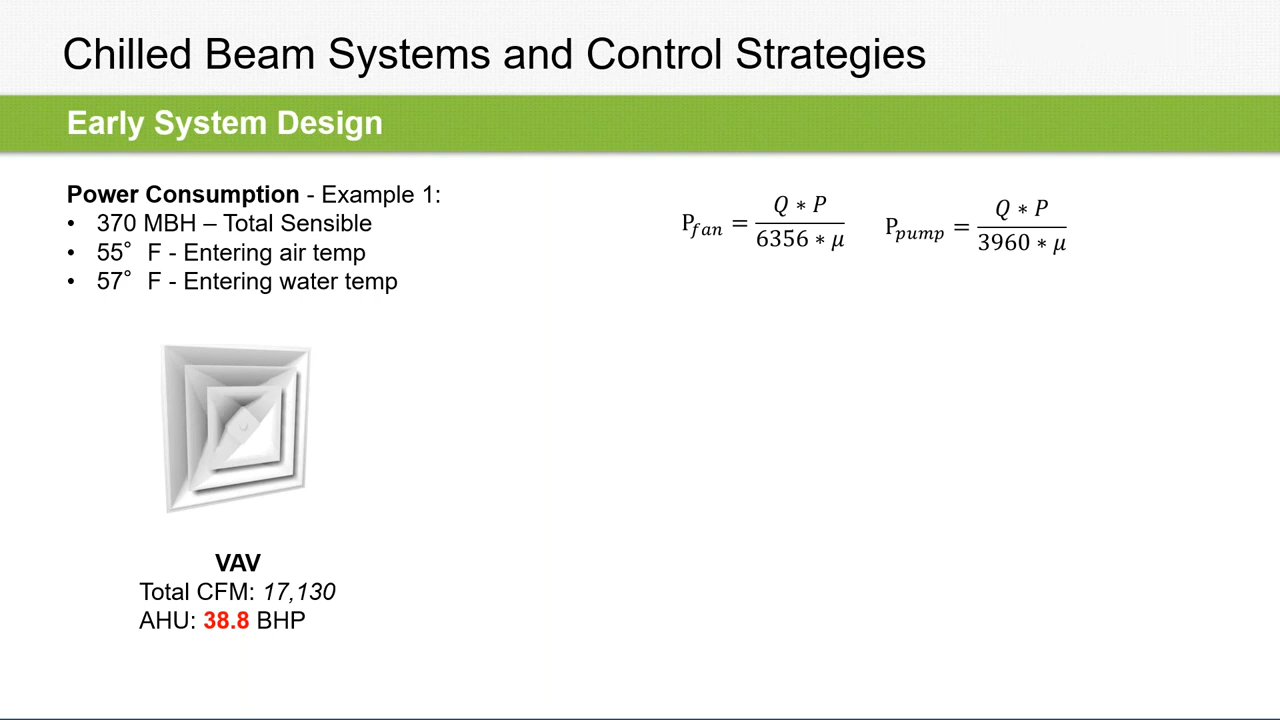 Chilled Beam Systems and Control Strategies
Early System Design
Power Consumption - Example 1:
• 370 MBH – Total Sensible
• 55° F - Entering air temp
• 57° F - Entering water temp
P_fan = Q * P / 6356 * μ
P_pump = Q * P / 3960 * μ
VAV
Total CFM: 17,130
AHU: 38.8 BHP